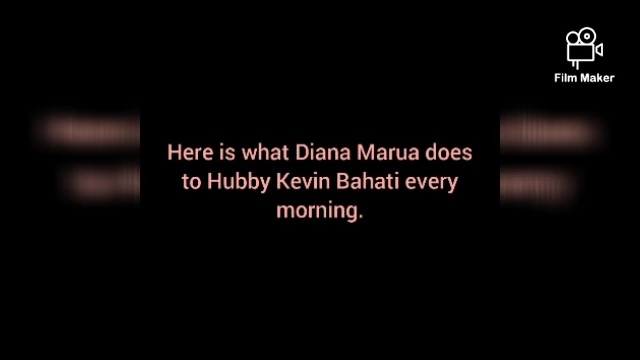 Film Maker
Here is what Diana Marua does
to Hubby Kevin Bahati every
morning.